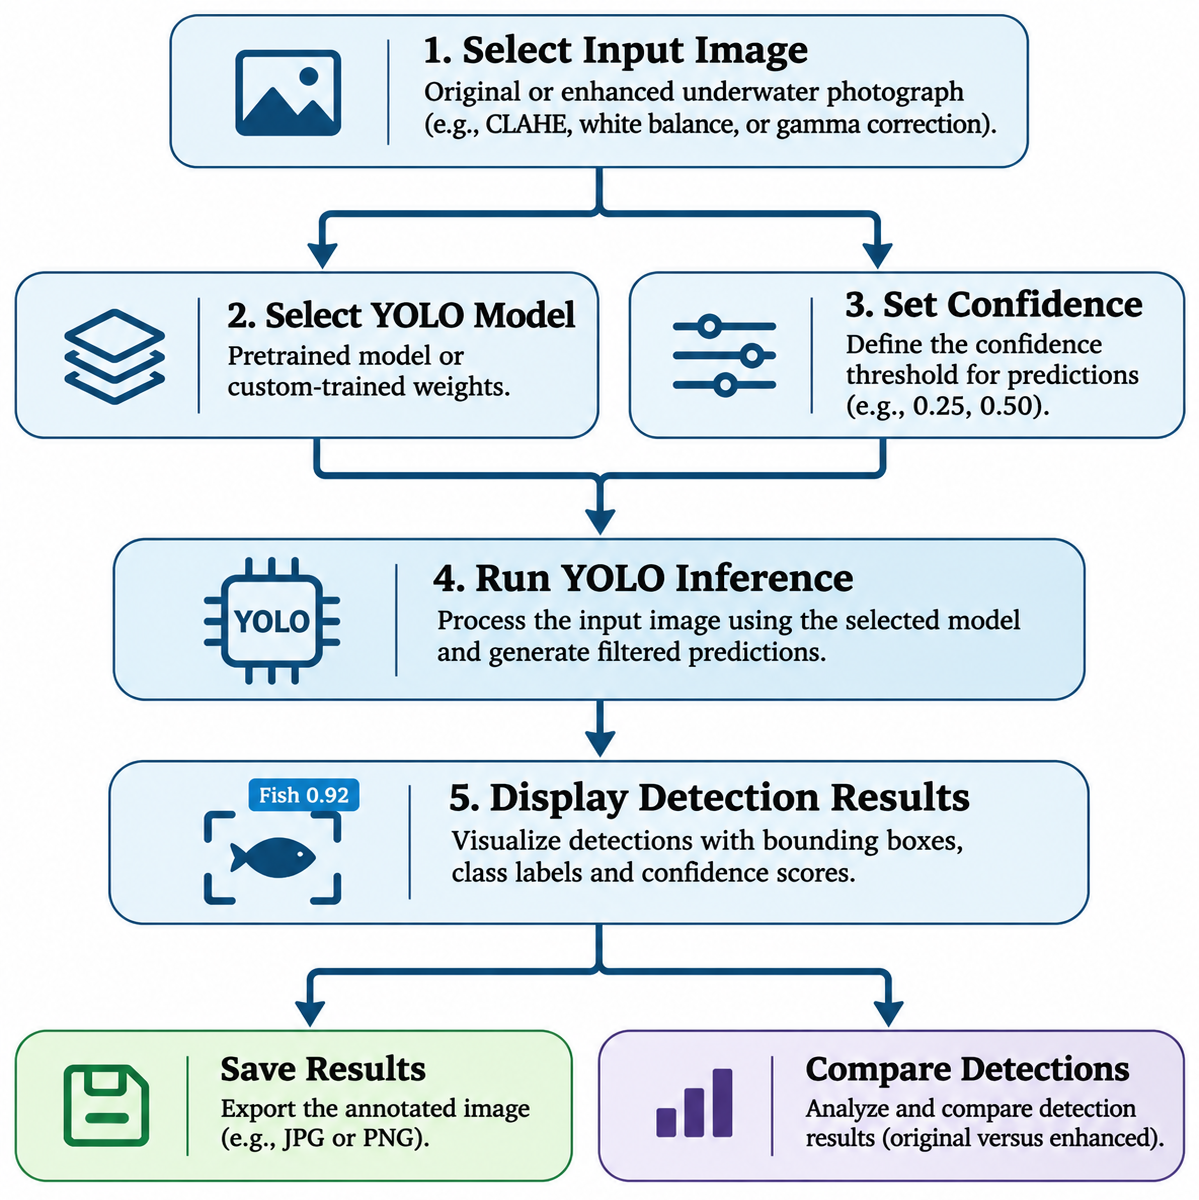 1. Select Input Image
Original or enhanced underwater photograph
(e.g., CLAHE, white balance, or gamma correction).
2. Select YOLO Model
Pretrained model or
custom-trained weights.
3. Set Confidence
Define the confidence
threshold for predictions
(e.g., 0.25, 0.50).
YOLO
4. Run YOLO Inference
Process the input image using the selected model
and generate filtered predictions.
Fish 0.92
5. Display Detection Results
Visualize detections with bounding boxes,
class labels and confidence scores.
Save Results
Export the annotated image
(e.g., JPG or PNG).
Compare Detections
Analyze and compare detection
results (original versus enhanced).